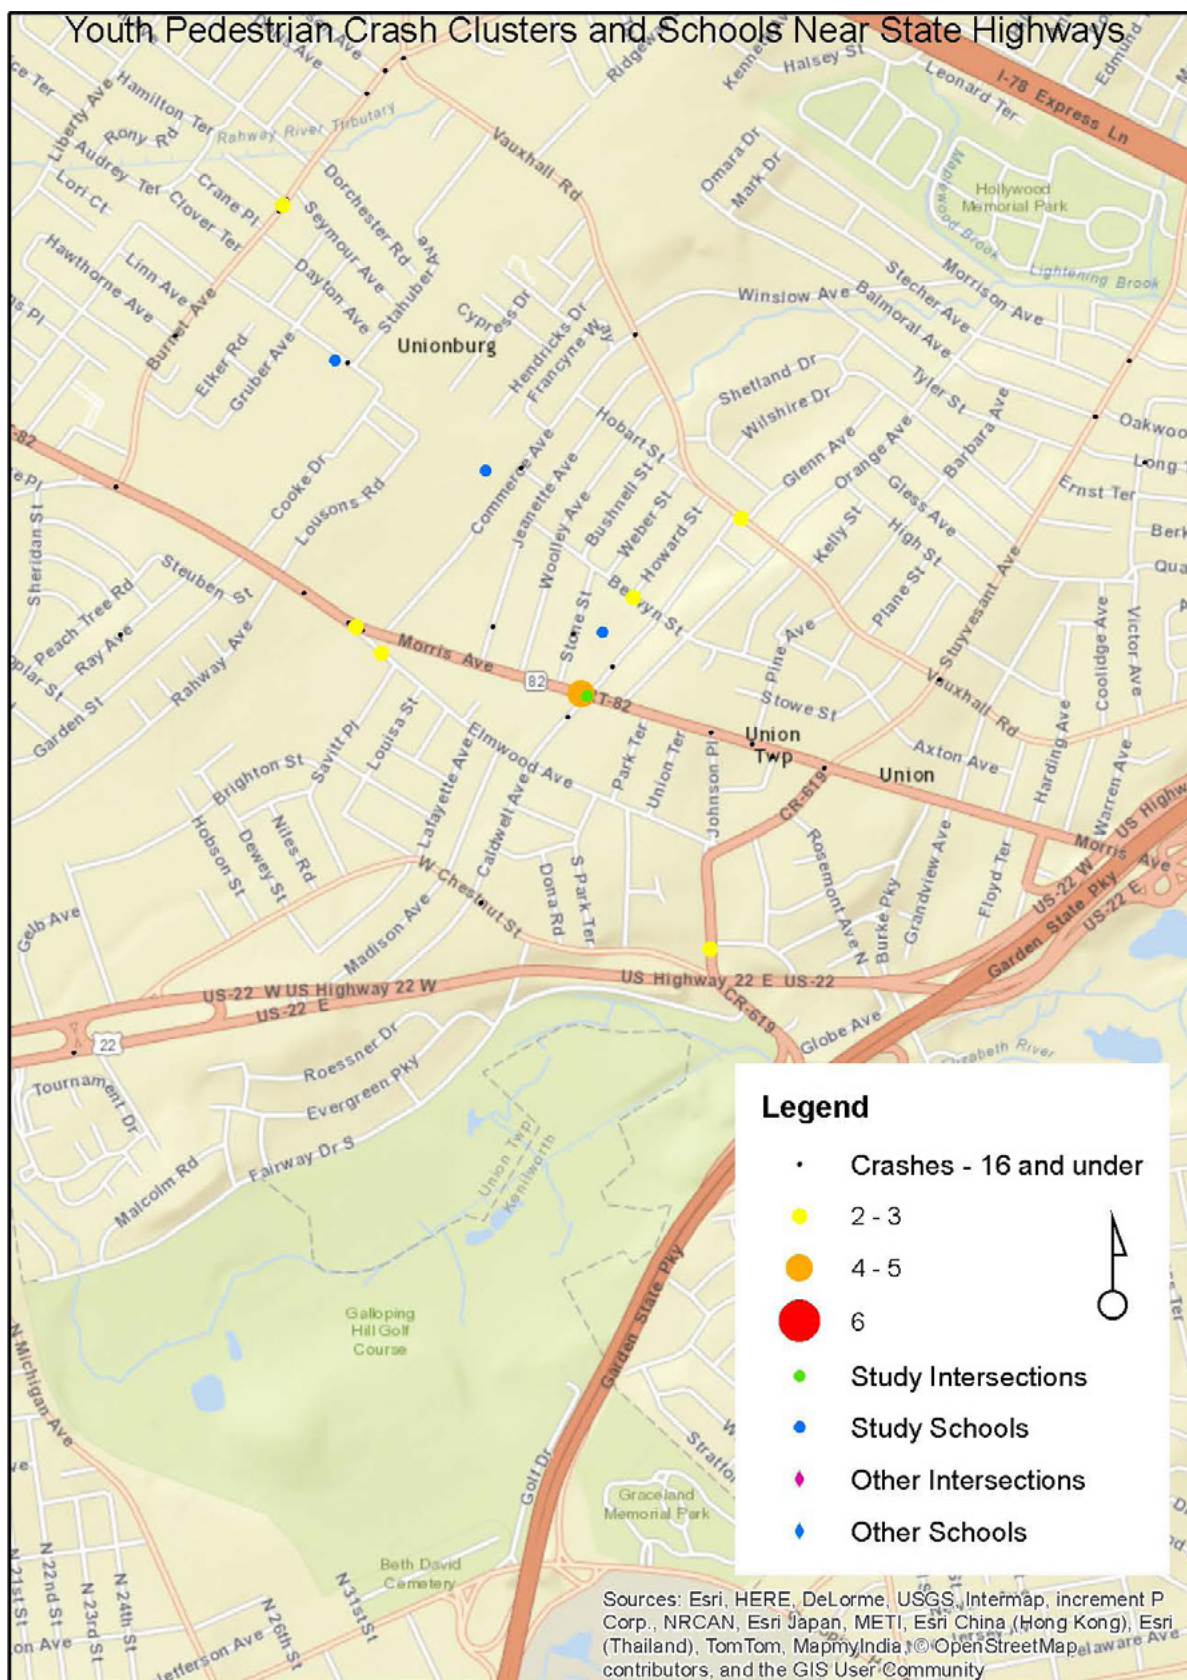 Youth Pedestrian Crash Clusters and Schools Near State Highways
Halsey St
Leonard Ter
I-78 Express Ln
Hamilton Ter
Liberty Ave
Rony Rd
Rahway River Tributary
Vauxhall Rd
Audrey Ter
Lori Ct
Crane Pl
Clover Ter
Dorchester Rd
Seymour Ave
Omara Dr
Mark Dr
Hollywood
Memorial Park
Maplewood Brook
Lightening Brook
Hawthorne Ave
Linn Ave
Dayton Ave
Stahuber Ave
Cypress Dr
Winslow Ave
Stecher Ave
Morrison Ave
Balmoral Ave
Burnet Ave
Elker Rd
Gruber Ave
Unionburg
Hendricks Dr
Francyne Way
Shetland Dr
Wilshire Dr
Tyler St
Barbara Ave
Hobart St
Glenn Ave
Orange Ave
Gless Ave
Ernst Ter
Cooke Dr
Lousons Rd
Commerce Ave
Jeanette Ave
Woolley Ave
Bushnell St
Weber St
Howard St
Kelly St
High St
Plane St
Stuyvesant Ave
Sheridan St
Steuben St
Peach Tree Rd
Ray Ave
Garden St
Rahway Ave
Morris Ave
82
Stone St
Berwyn St
Pine Ave
Stowe St
Coolidge Ave
Victor Ave
Vauxhall Rd
Brighton St
Savitt Pl
Louisa St
Lafayette Ave
Elmwood Ave
Caldwell Ave
Park Ter
Union Ter
Johnson Pl
Union
Twp
CR-619
Union
Axton Ave
Harding Ave
Warren Ave
Morris Ave
Hobson St
Dewey St
Niles Rd
W Chestnut St
Dona Rd
S Park Ter
Rosemont Ave
Burke Pky
Grandview Ave
Floyd Ter
US-22 W
US-22 E
Garden State Pky
Gelb Ave
Madison Ave
US-22 W US Highway 22 W
US-22 E
US Highway 22 E US-22
CR-619
Globe Ave
22
Roessner Dr
Evergreen Pky
Tournament Dr
Malcolm Rd
Fairway Dr S
Union Twp
Kenilworth
Galloping
Hill Golf
Course
N Michigan Ave
Garden State Pky
Golf Dr
Graceland
Memorial Park
Beth David
Cemetery
N 21st St
N 22nd St
N 23rd St
N 24th St
N 26th St
N 31st St
Legend
Crashes - 16 and under
2 - 3
4 - 5
6
Study Intersections
Study Schools
Other Intersections
Other Schools
Sources: Esri, HERE, DeLorme, USGS, Intermap, increment P
Corp., NRCAN, Esri Japan, METI, Esri China (Hong Kong), Esri
(Thailand), TomTom, MapmyIndia, © OpenStreetMap
contributors, and the GIS User Community